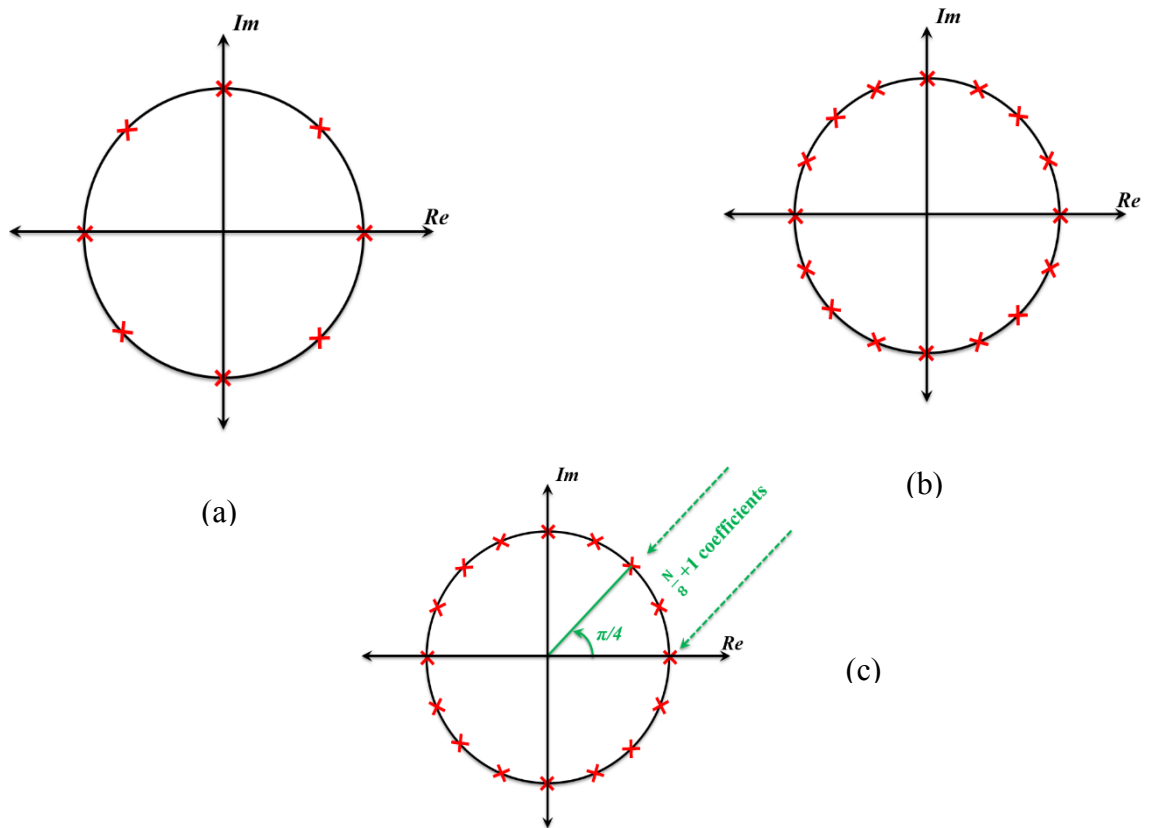 Im
Re
(a)
Im
Re
(b)
Im
N/8 +1 coefficients
π/4
Re
(c)